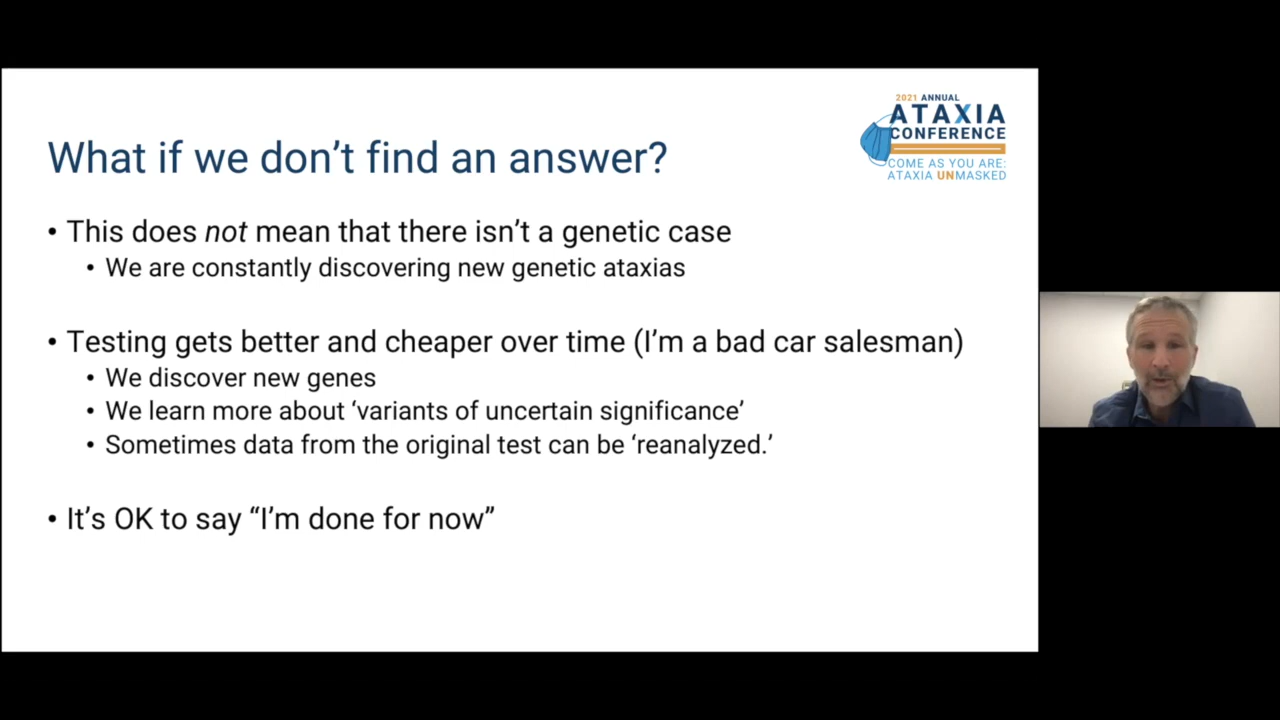 2021 ANNUAL
ATAXIA
CONFERENCE
COME AS YOU ARE:
ATAXIA UNMASKED
What if we don’t find an answer?
• This does not mean that there isn’t a genetic case
• We are constantly discovering new genetic ataxias
• Testing gets better and cheaper over time (I’m a bad car salesman)
• We discover new genes
• We learn more about ‘variants of uncertain significance’
• Sometimes data from the original test can be ‘reanalyzed.’
• It’s OK to say “I’m done for now”